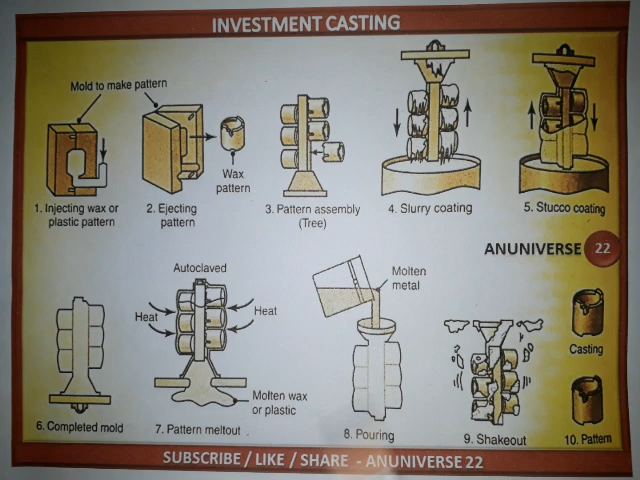 INVESTMENT CASTING
Mold to make pattern
Wax
pattern
1. Injecting wax or
plastic pattern
2. Ejecting
pattern
3. Pattern assembly
(Tree)
4. Slurry coating
5. Stucco coating
ANUNIVERSE 22
Autoclaved
Heat
Heat
Molten wax
or plastic
Molten
metal
Casting
6. Completed mold
7. Pattern meltout
8. Pouring
9. Shakeout
10. Pattern
SUBSCRIBE / LIKE / SHARE - ANUNIVERSE 22